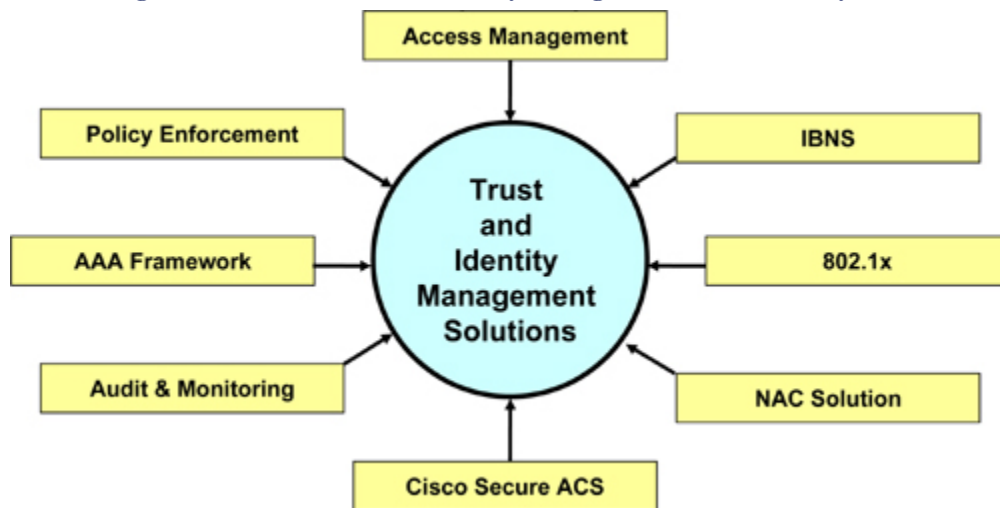 Access Management
Policy Enforcement
IBNS
Trust
and
Identity
Management
Solutions
AAA Framework
802.1x
Audit & Monitoring
NAC Solution
Cisco Secure ACS